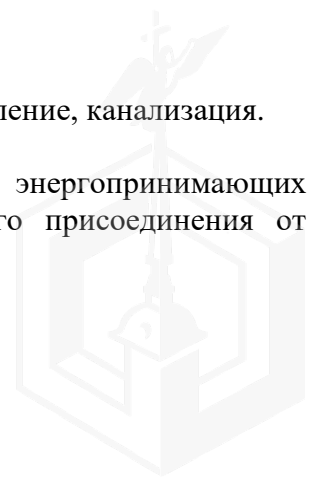 ление, канализация.
энергопринимающих
го присоединения от